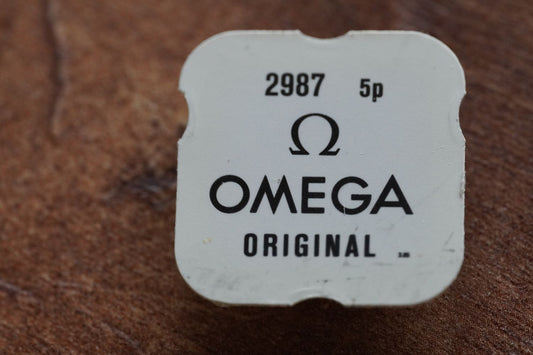 2987 5p
Ω
OMEGA
ORIGINAL